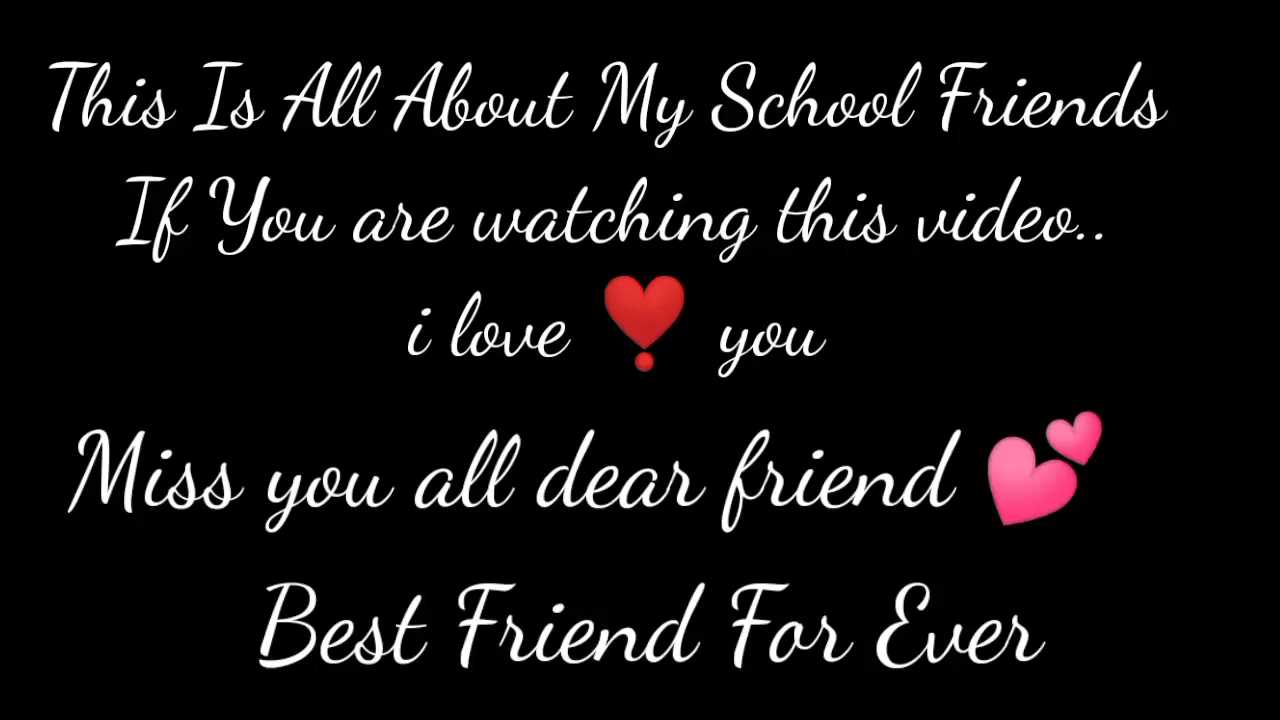 This Is All About My School Friends
If You are watching this video..
i love ❣️ you
Miss you all dear friend 💕
Best Friend For Ever